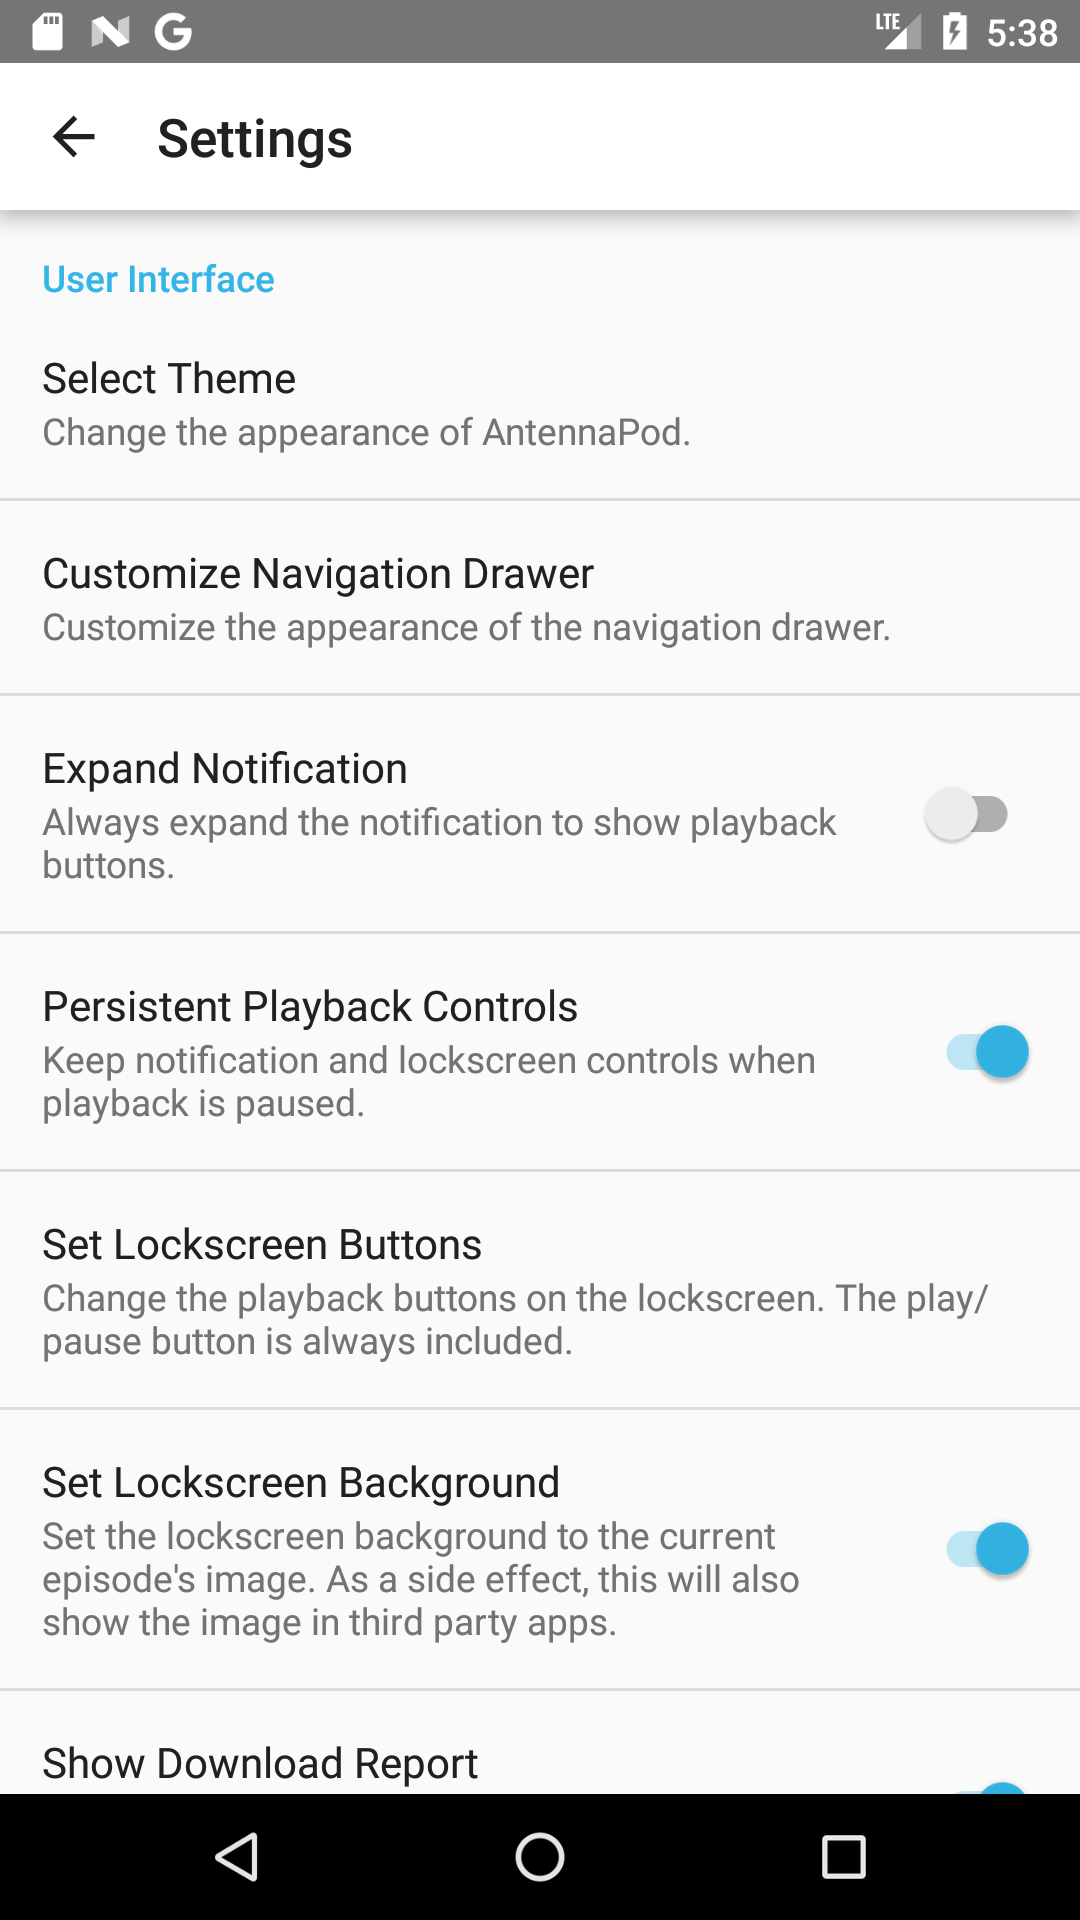 LTE 5:38
Settings
User Interface
Select Theme
Change the appearance of AntennaPod.
Customize Navigation Drawer
Customize the appearance of the navigation drawer.
Expand Notification
Always expand the notification to show playback
buttons.
Persistent Playback Controls
Keep notification and lockscreen controls when
playback is paused.
Set Lockscreen Buttons
Change the playback buttons on the lockscreen. The play/
pause button is always included.
Set Lockscreen Background
Set the lockscreen background to the current
episode's image. As a side effect, this will also
show the image in third party apps.
Show Download Report